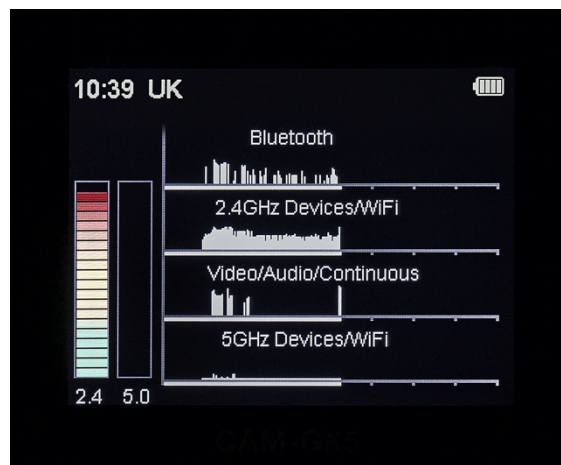 10:39 UK
Bluetooth
2.4GHz Devices/WiFi
Video/Audio/Continuous
5GHz Devices/WiFi
2.4 5.0
CAM-GX5